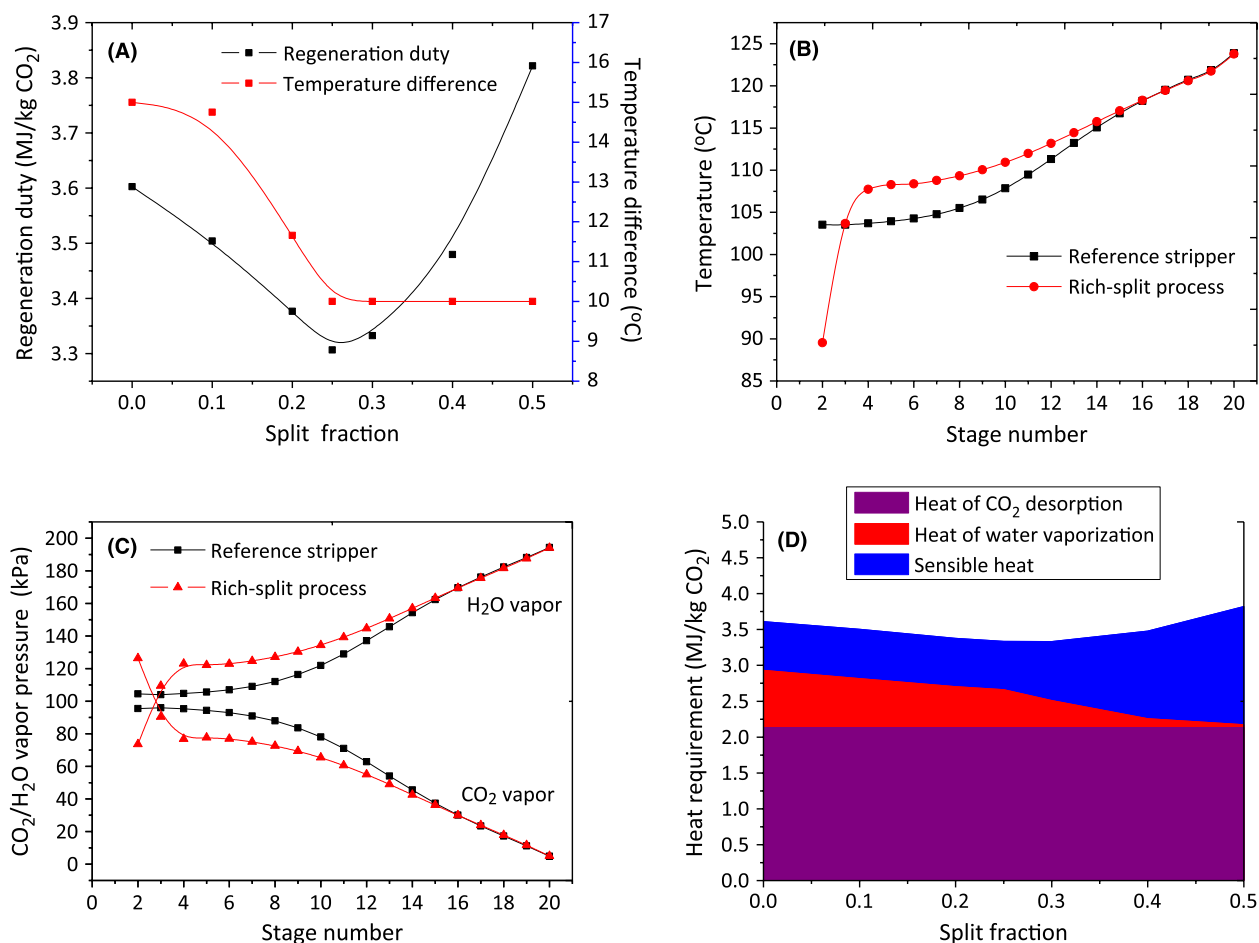 (A)
Regeneration duty
Temperature difference
3.9
3.8
3.7
3.6
3.5
3.4
3.3
Regeneration duty (MJ/kg CO2)
17
16
15
14
13
12
11
10
9
8
Temperature difference (oC)
0.0 0.1 0.2 0.3 0.4 0.5
Split fraction
(B)
125
120
115
110
105
100
95
90
85
Temperature (oC)
Reference stripper
Rich-split process
2 4 6 8 10 12 14 16 18 20
Stage number
(C)
Reference stripper
Rich-split process
200
180
160
140
120
100
80
60
40
20
0
CO2/H2O vapor pressure (kPa)
H2O vapor
CO2 vapor
0 2 4 6 8 10 12 14 16 18 20
Stage number
Heat of CO2 desorption
Heat of water vaporization
Sensible heat
(D)
5.0
4.5
4.0
3.5
3.0
2.5
2.0
1.5
1.0
0.5
0.0
Heat requirement (MJ/kg CO2)
0.0 0.1 0.2 0.3 0.4 0.5
Split fraction